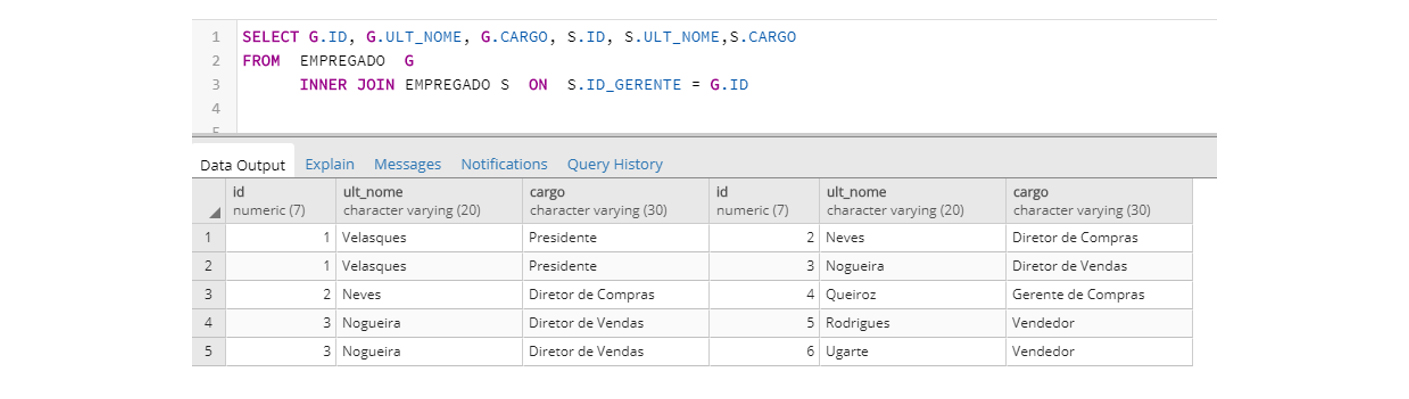 1 SELECT G.ID, G.ULT_NOME, G.CARGO, S.ID, S.ULT_NOME,S.CARGO
2 FROM EMPREGADO G
3 INNER JOIN EMPREGADO S ON S.ID_GERENTE = G.ID
4
5
Data Output Explain Messages Notifications Query History
id ult_nome cargo id ult_nome cargo
numeric (7) character varying (20) character varying (30) numeric (7) character varying (20) character varying (30)
1 1 Velasques Presidente 2 Neves Diretor de Compras
2 1 Velasques Presidente 3 Nogueira Diretor de Vendas
3 2 Neves Diretor de Compras 4 Queiroz Gerente de Compras
4 3 Nogueira Diretor de Vendas 5 Rodrigues Vendedor
5 3 Nogueira Diretor de Vendas 6 Ugarte Vendedor